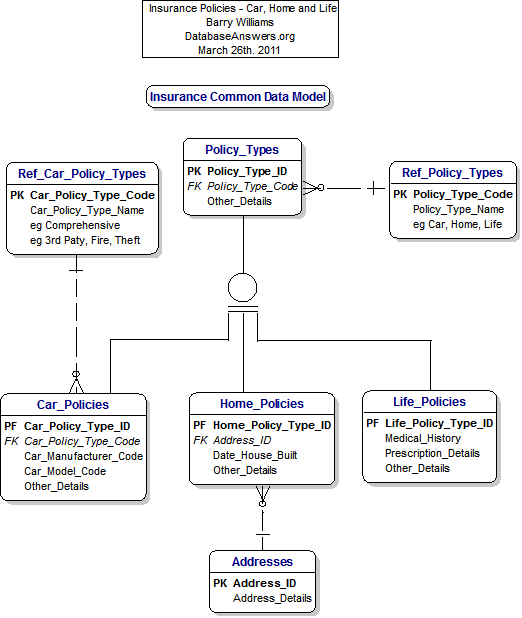 Insurance Policies - Car, Home and Life
Barry Williams
DatabaseAnswers.org
March 26th. 2011
Insurance Common Data Model
Policy_Types
PK Policy_Type_ID
FK Policy_Type_Code
Other_Details
Ref_Car_Policy_Types
PK Car_Policy_Type_Code
Car_Policy_Type_Name
eg Comprehensive
eg 3rd Paty, Fire, Theft
Ref_Policy_Types
PK Policy_Type_Code
Policy_Type_Name
eg Car, Home, Life
Car_Policies
PF Car_Policy_Type_ID
FK Car_Policy_Type_Code
Car_Manufacturer_Code
Car_Model_Code
Other_Details
Home_Policies
PF Home_Policy_Type_ID
FK Address_ID
Date_House_Built
Other_Details
Life_Policies
PF Life_Policy_Type_ID
Medical_History
Prescription_Details
Other_Details
Addresses
PK Address_ID
Address_Details